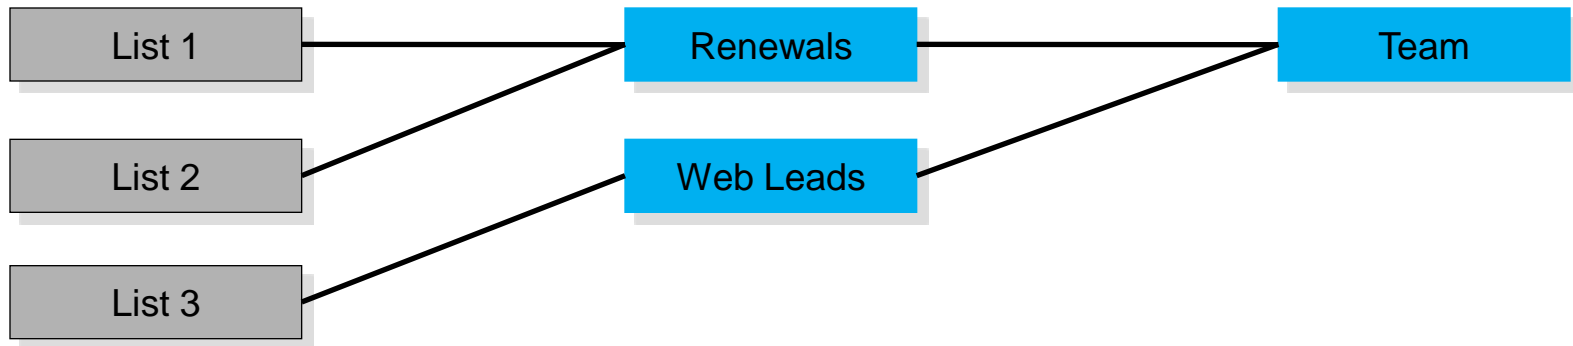 List 1
Renewals
Team
List 2
Web Leads
List 3